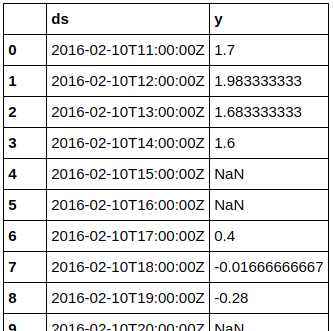 ds y
0 2016-02-10T11:00:00Z 1.7
1 2016-02-10T12:00:00Z 1.983333333
2 2016-02-10T13:00:00Z 1.683333333
3 2016-02-10T14:00:00Z 1.6
4 2016-02-10T15:00:00Z NaN
5 2016-02-10T16:00:00Z NaN
6 2016-02-10T17:00:00Z 0.4
7 2016-02-10T18:00:00Z -0.01666666667
8 2016-02-10T19:00:00Z -0.28
9 2016-02-10T20:00:00Z NaN